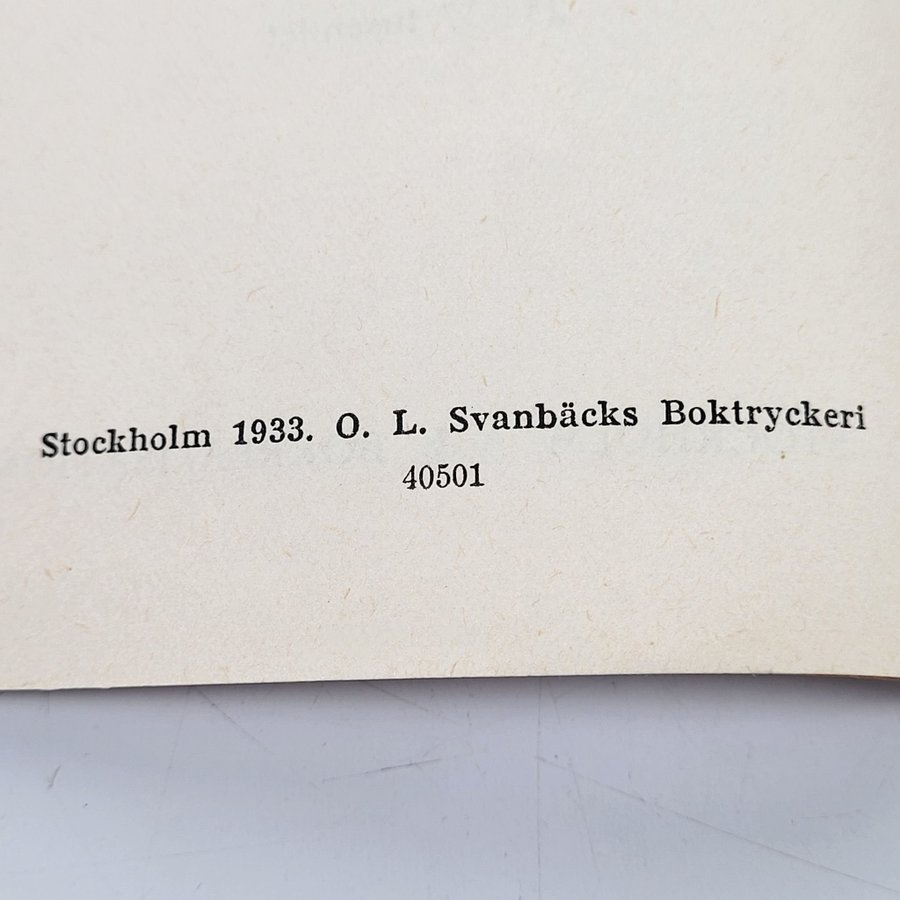 Stockholm 1933. O. L. Svanbäcks Boktryckeri
40501